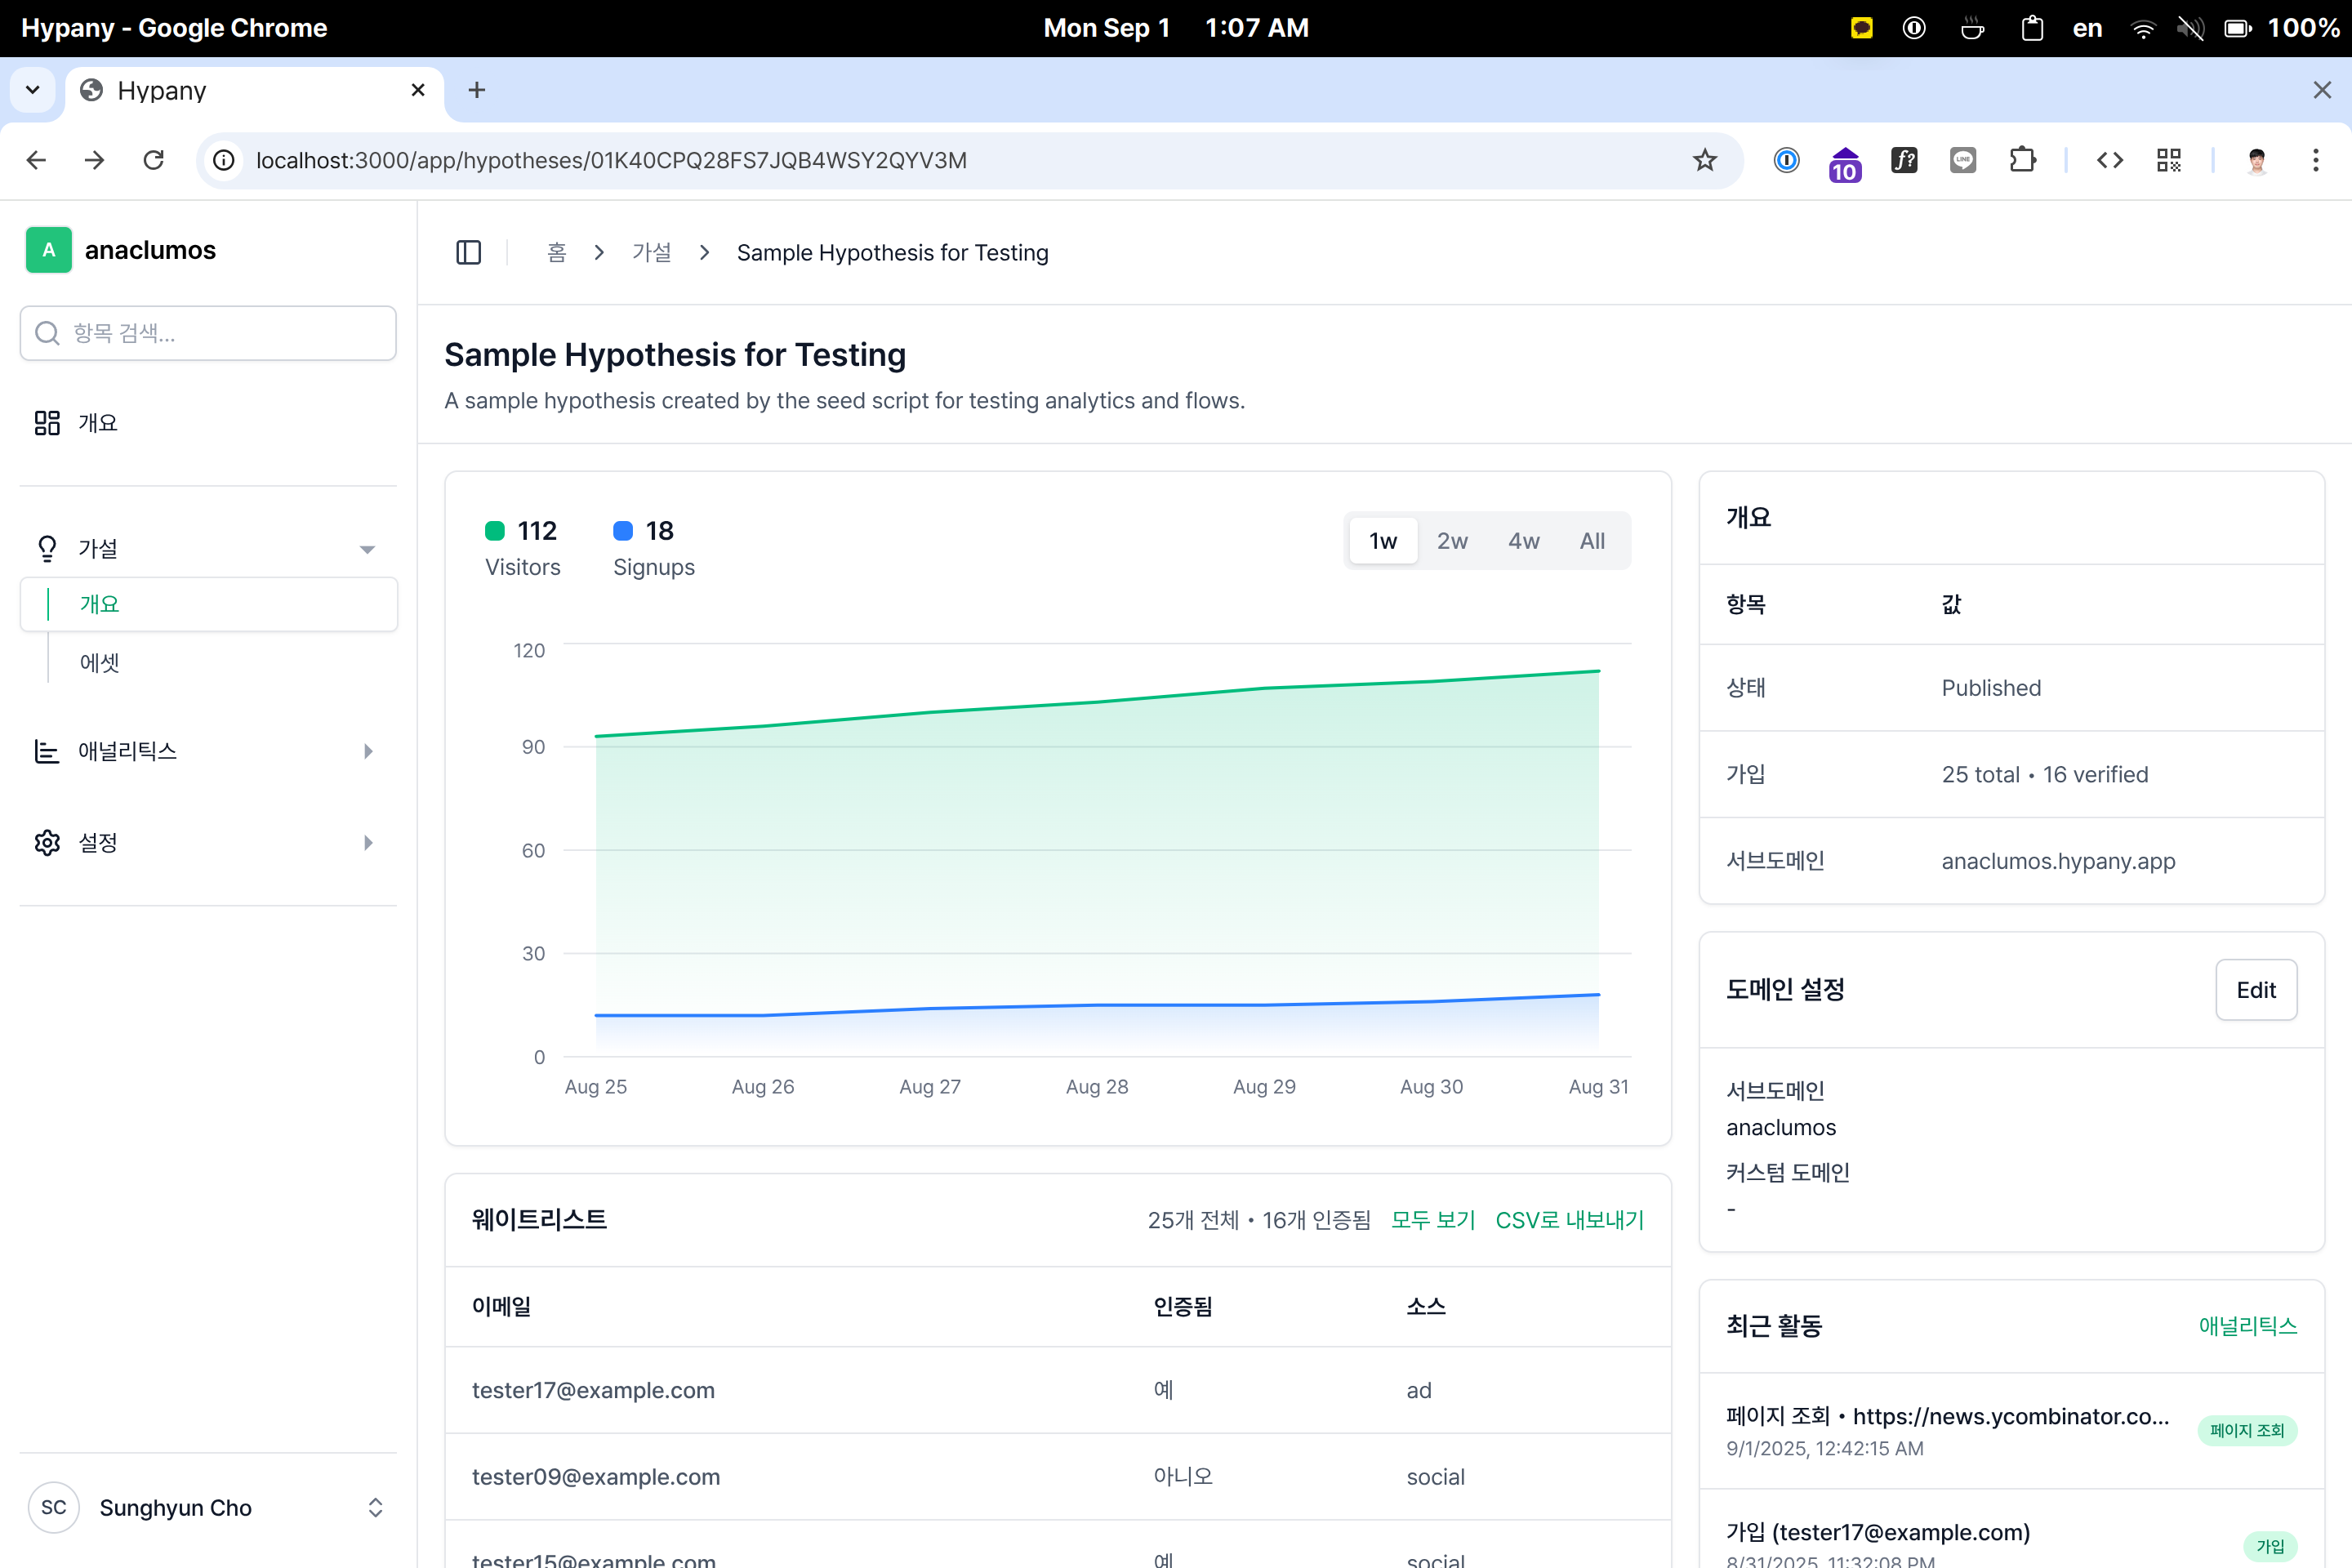 Hypany - Google Chrome
Mon Sep 1 1:07 AM
en 100%
Hypany
localhost:3000/app/hypotheses/01K40CPQ28FS7JQB4WSY2QYV3M
10
f?
LINE
A anaclumos
항목 검색...
개요
가설
개요
에셋
애널리틱스
설정
SC Sunghyun Cho
홈 > 가설 > Sample Hypothesis for Testing
Sample Hypothesis for Testing
A sample hypothesis created by the seed script for testing analytics and flows.
112 18
Visitors Signups
1w 2w 4w All
120
90
60
30
0
Aug 25 Aug 26 Aug 27 Aug 28 Aug 29 Aug 30 Aug 31
웨이트리스트 25개 전체 • 16개 인증됨 모두 보기 CSV로 내보내기
이메일 인증됨 소스
tester17@example.com 예 ad
tester09@example.com 아니오 social
tester15@example.com 예 social
개요
항목 값
상태 Published
가입 25 total • 16 verified
서브도메인 anaclumos.hypany.app
도메인 설정 Edit
서브도메인
anaclumos
커스텀 도메인
-
최근 활동 애널리틱스
페이지 조회 • https://news.ycombinator.co... 페이지 조회
9/1/2025, 12:42:15 AM
가입 (tester17@example.com) 가입
8/31/2025, 11:32:08 PM